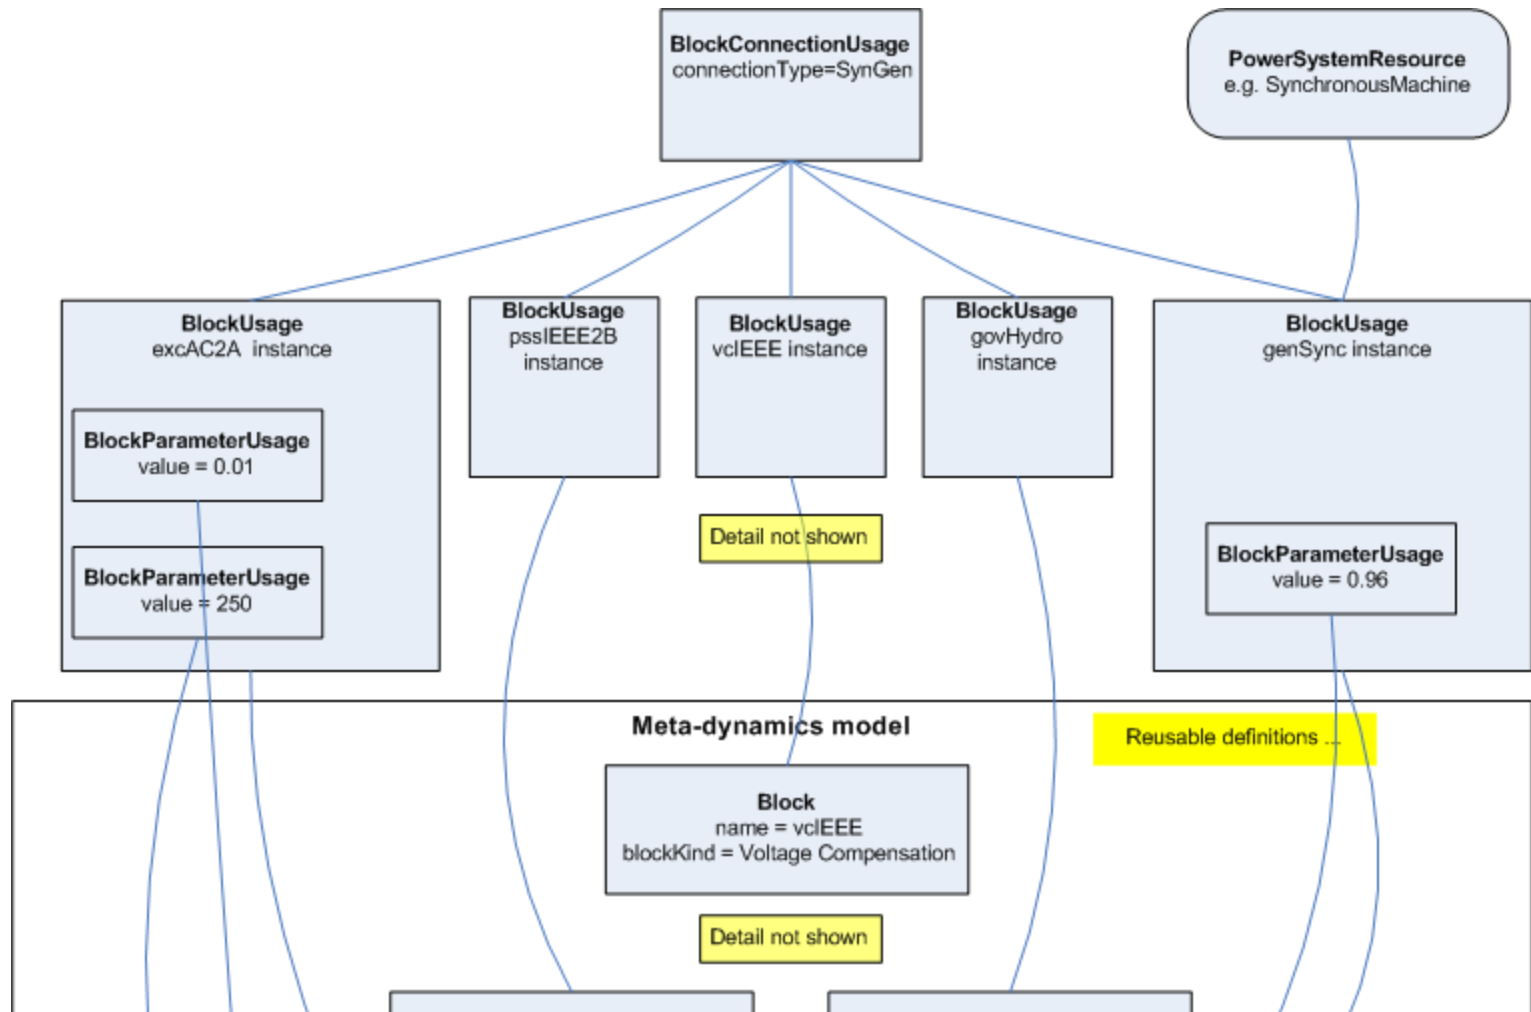 BlockConnectionUsage
connectionType=SynGen
PowerSystemResource
e.g. SynchronousMachine
BlockUsage
excAC2A instance
BlockUsage
pssIEEE2B
instance
BlockUsage
vcIEEE instance
BlockUsage
govHydro
instance
BlockUsage
genSync instance
BlockParameterUsage
value = 0.01
BlockParameterUsage
value = 250
Detail not shown
BlockParameterUsage
value = 0.96
Meta-dynamics model
Reusable definitions ...
Block
name = vcIEEE
blockKind = Voltage Compensation
Detail not shown